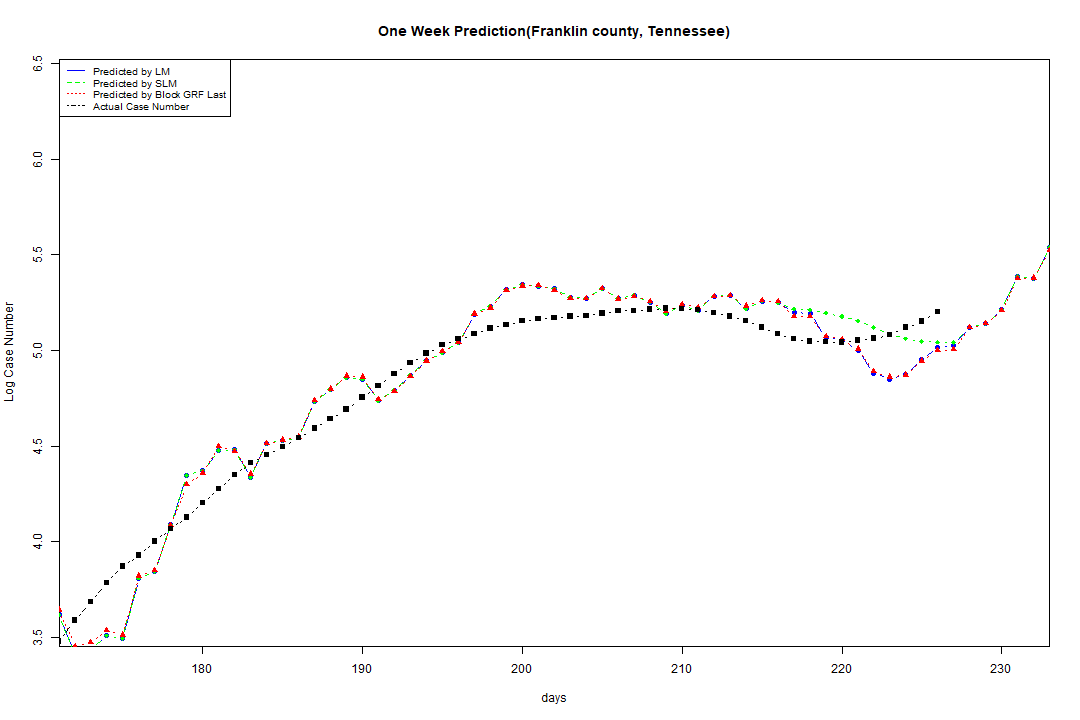 One Week Prediction(Franklin county, Tennessee)
Predicted by LM
Predicted by SLM
Predicted by Block GRF Last
Actual Case Number
6.5
6.0
5.5
5.0
4.5
4.0
3.5
Log Case Number
180 190 200 210 220 230
days